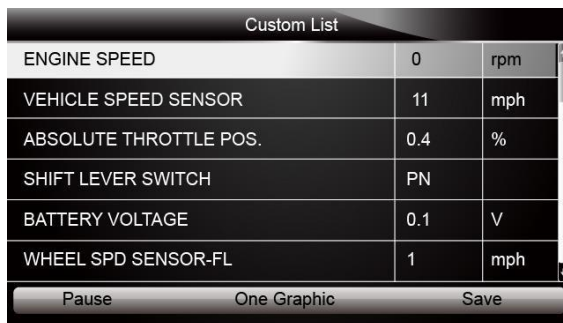 Custom List
ENGINE SPEED 0 rpm
VEHICLE SPEED SENSOR 11 mph
ABSOLUTE THROTTLE POS. 0.4 %
SHIFT LEVER SWITCH PN
BATTERY VOLTAGE 0.1 V
WHEEL SPD SENSOR-FL 1 mph
Pause One Graphic Save